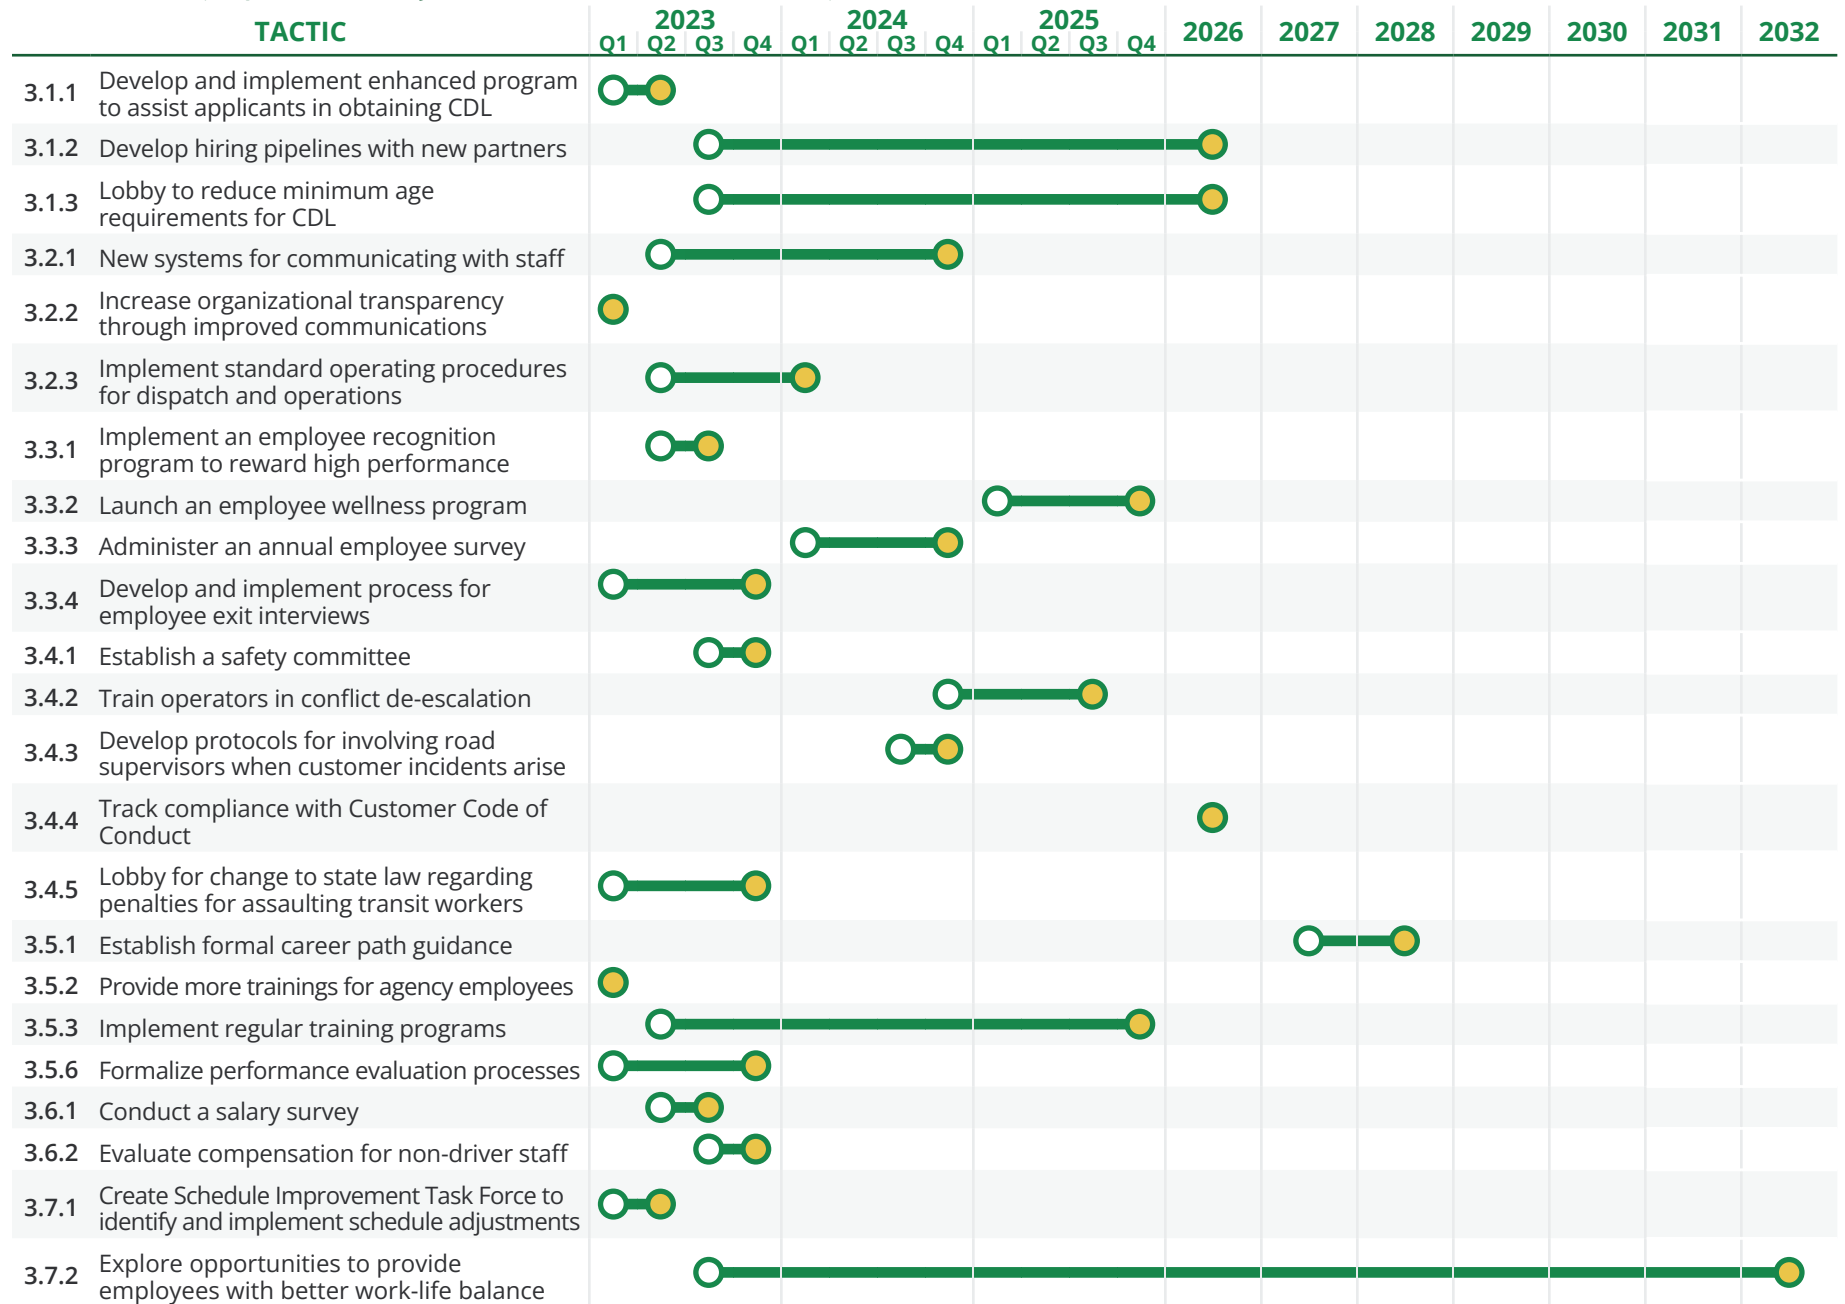 TACTIC
2023 2024 2025 2026 2027 2028 2029 2030 2031 2032
Q1 Q2 Q3 Q4 Q1 Q2 Q3 Q4 Q1 Q2 Q3 Q4
3.1.1 Develop and implement enhanced program
to assist applicants in obtaining CDL
3.1.2 Develop hiring pipelines with new partners
3.1.3 Lobby to reduce minimum age
requirements for CDL
3.2.1 New systems for communicating with staff
3.2.2 Increase organizational transparency
through improved communications
3.2.3 Implement standard operating procedures
for dispatch and operations
3.3.1 Implement an employee recognition
program to reward high performance
3.3.2 Launch an employee wellness program
3.3.3 Administer an annual employee survey
3.3.4 Develop and implement process for
employee exit interviews
3.4.1 Establish a safety committee
3.4.2 Train operators in conflict de-escalation
3.4.3 Develop protocols for involving road
supervisors when customer incidents arise
3.4.4 Track compliance with Customer Code of
Conduct
3.4.5 Lobby for change to state law regarding
penalties for assaulting transit workers
3.5.1 Establish formal career path guidance
3.5.2 Provide more trainings for agency employees
3.5.3 Implement regular training programs
3.5.6 Formalize performance evaluation processes
3.6.1 Conduct a salary survey
3.6.2 Evaluate compensation for non-driver staff
3.7.1 Create Schedule Improvement Task Force to
identify and implement schedule adjustments
3.7.2 Explore opportunities to provide
employees with better work-life balance